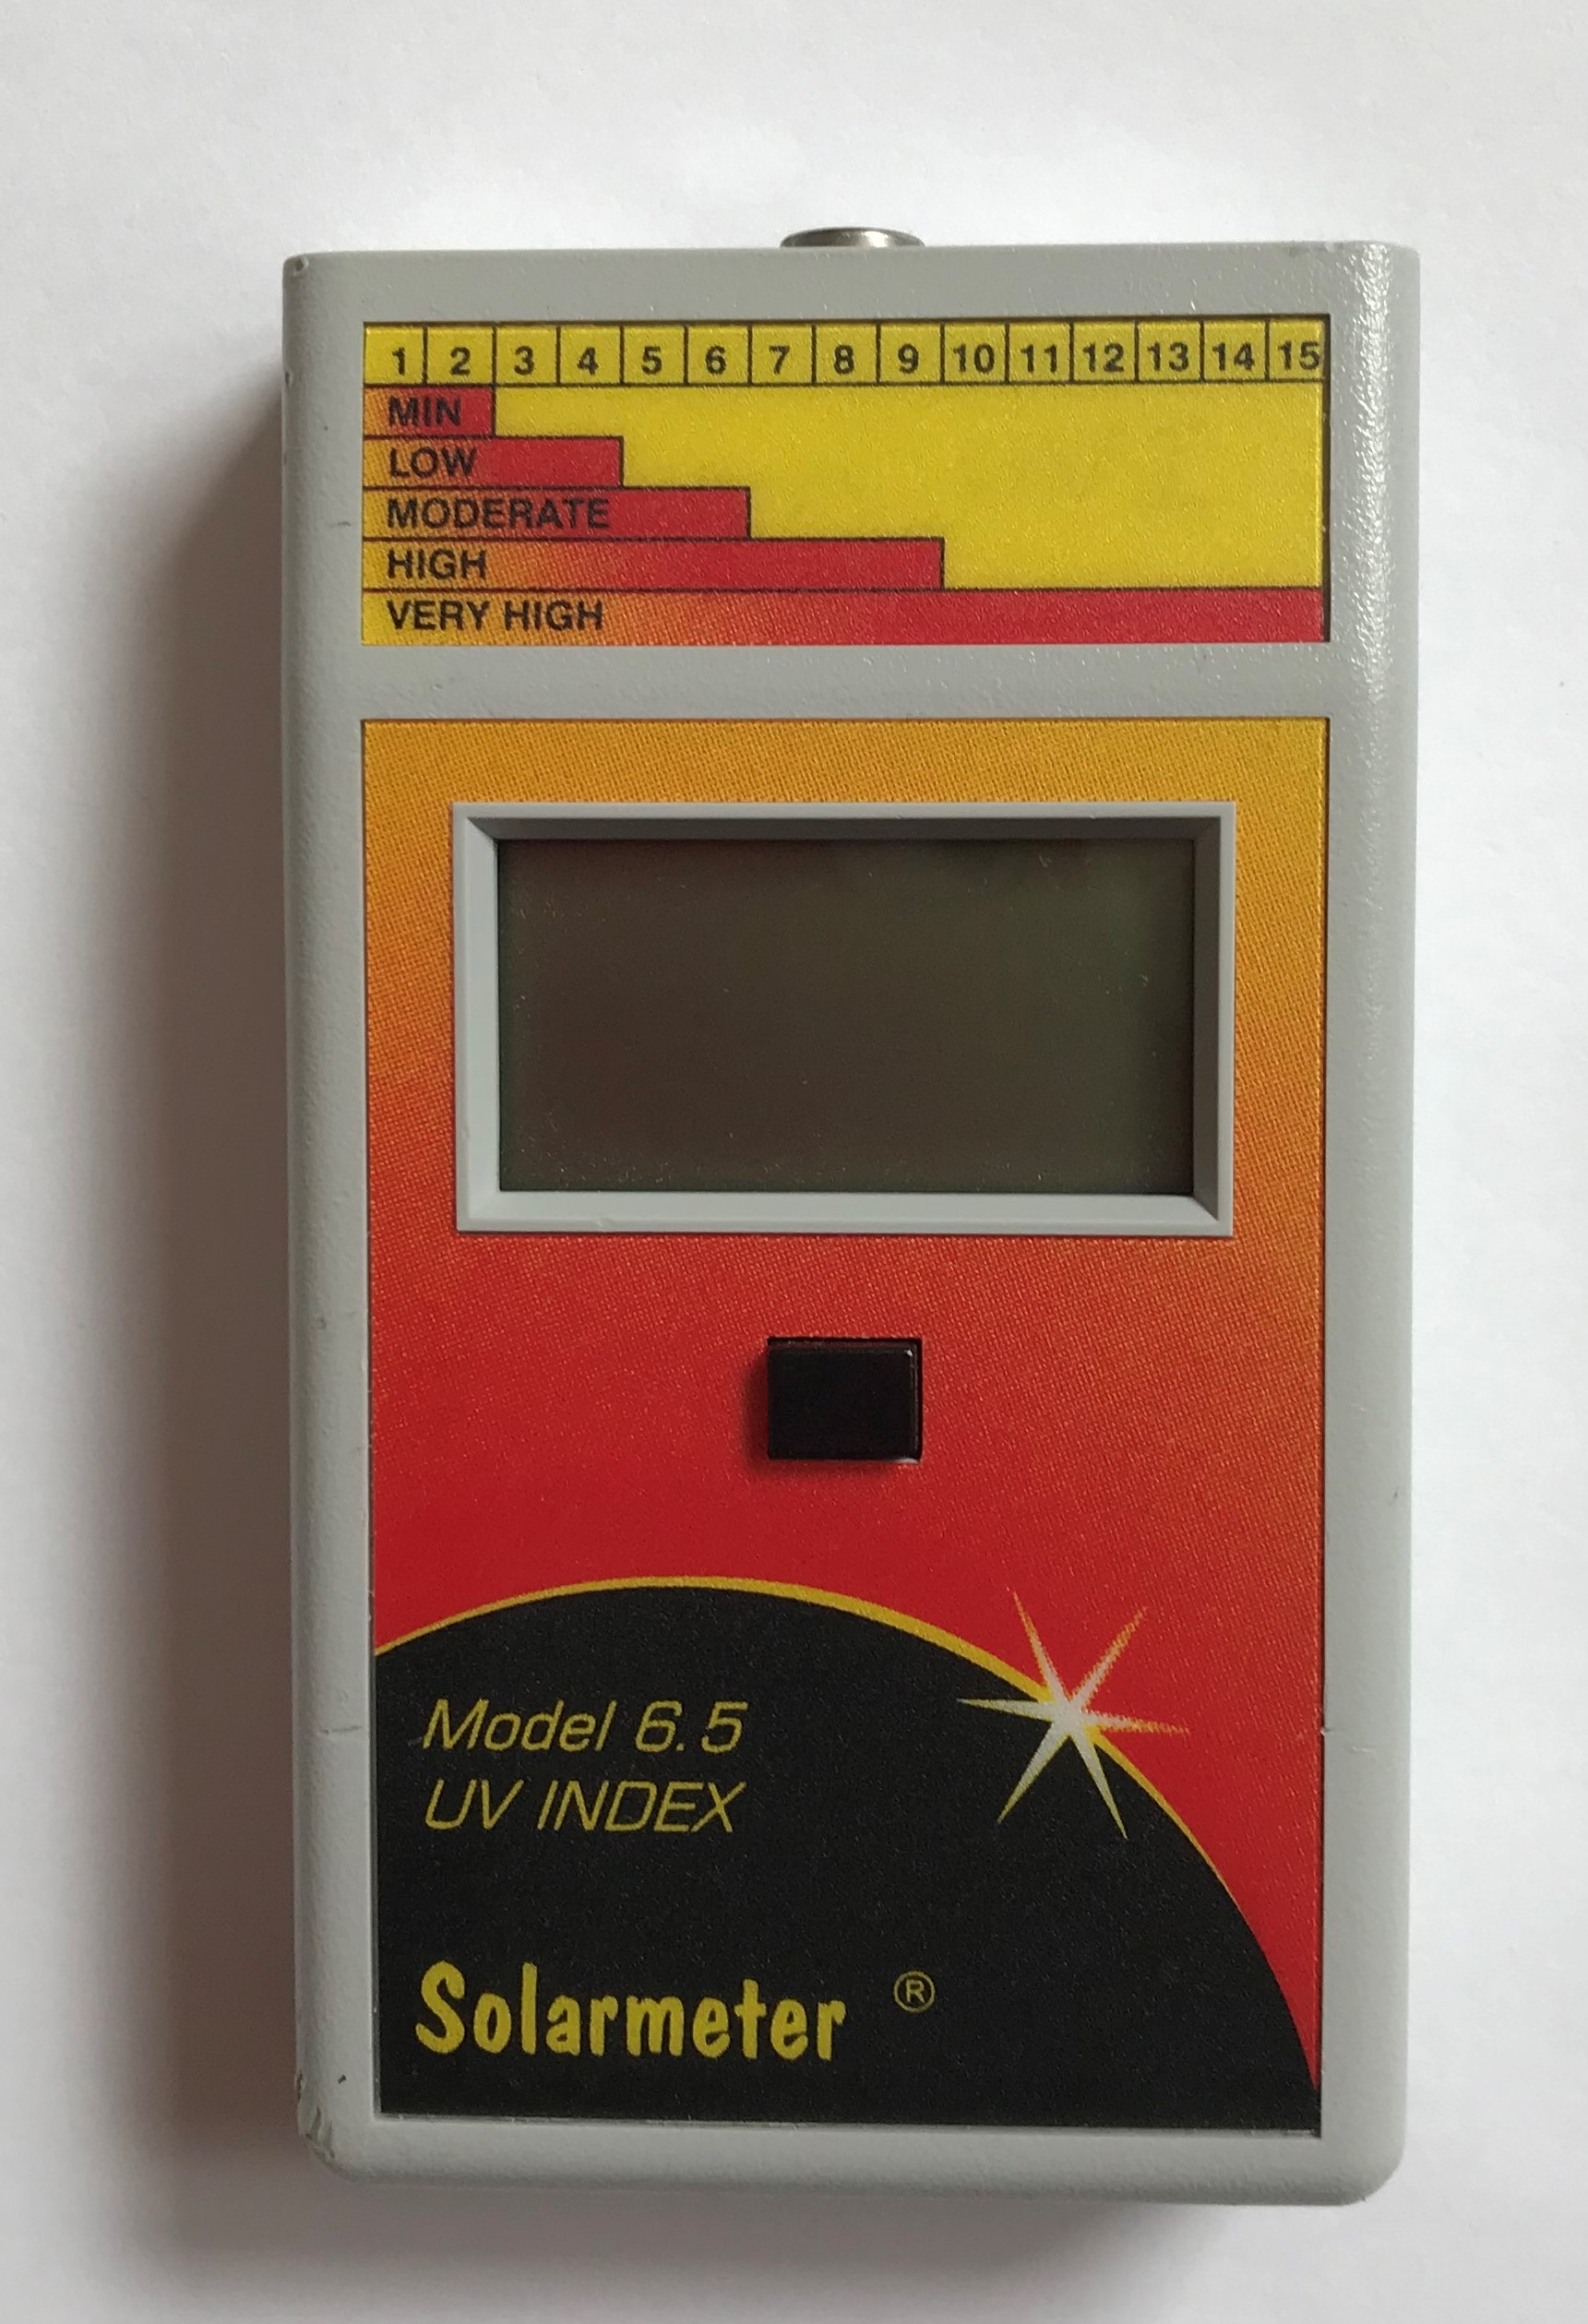 1 2 3 4 5 6 7 8 9 10 11 12 13 14 15
MIN
LOW
MODERATE
HIGH
VERY HIGH
Model 6.5
UV INDEX
Solarmeter ®